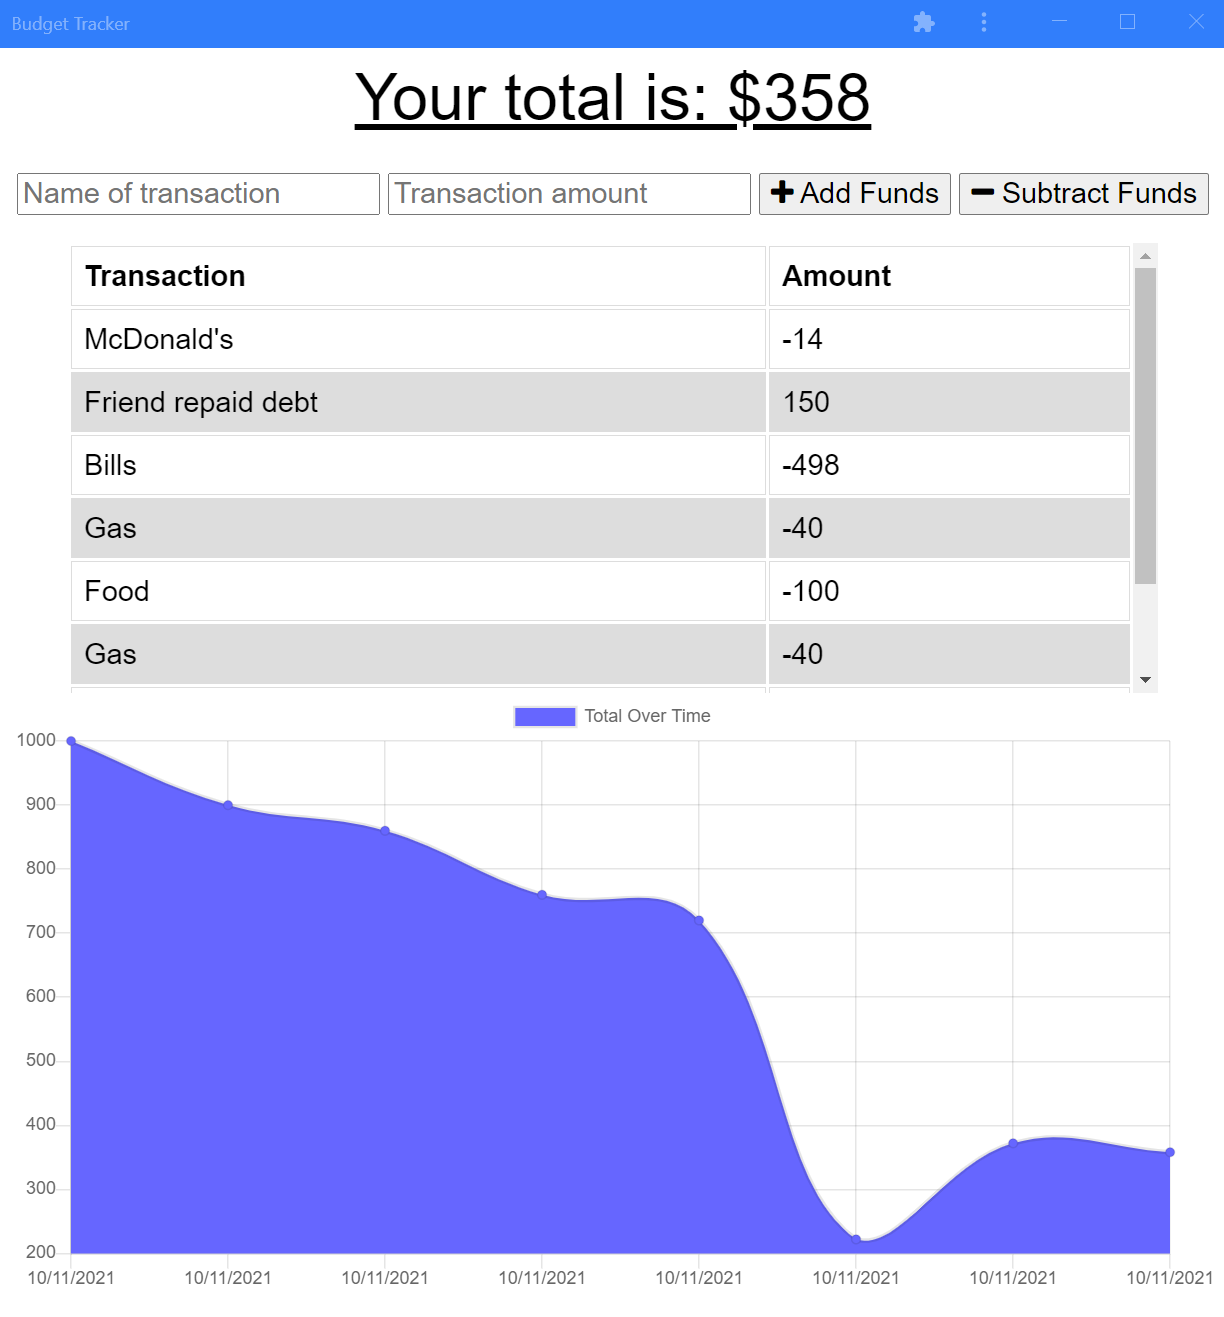 Budget Tracker
Your total is: $358
Name of transaction Transaction amount Add Funds Subtract Funds
Transaction Amount
McDonald's -14
Friend repaid debt 150
Bills -498
Gas -40
Food -100
Gas -40
Total Over Time
1000
900
800
700
600
500
400
300
200
10/11/2021 10/11/2021 10/11/2021 10/11/2021 10/11/2021 10/11/2021 10/11/2021 10/11/2021